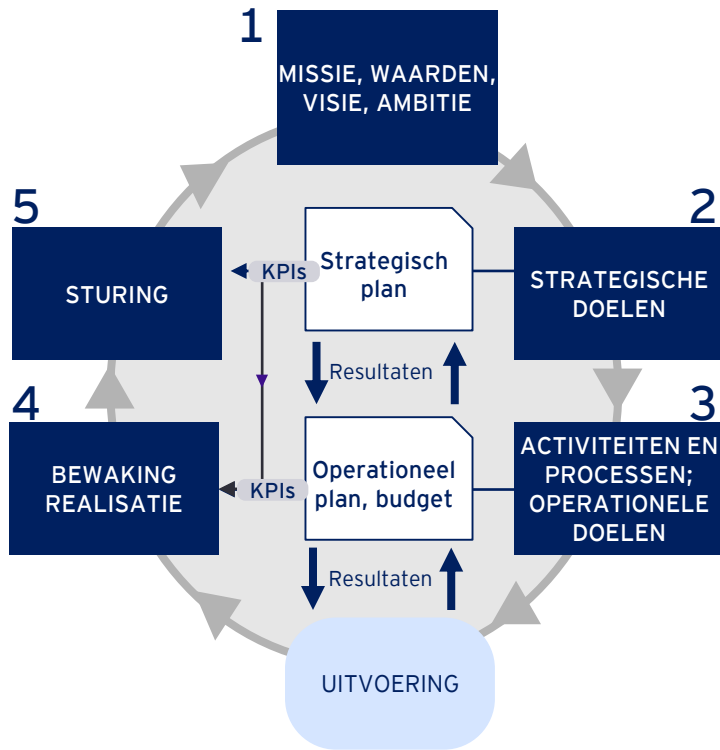 1
MISSIE, WAARDEN,
VISIE, AMBITIE
5
STURING
2
STRATEGISCHE
DOELEN
KPIs
Strategisch
plan
Resultaten
4
BEWAKING
REALISATIE
3
ACTIVITEITEN EN
PROCESSEN;
OPERATIONELE
DOELEN
KPIs
Operationeel
plan, budget
Resultaten
UITVOERING